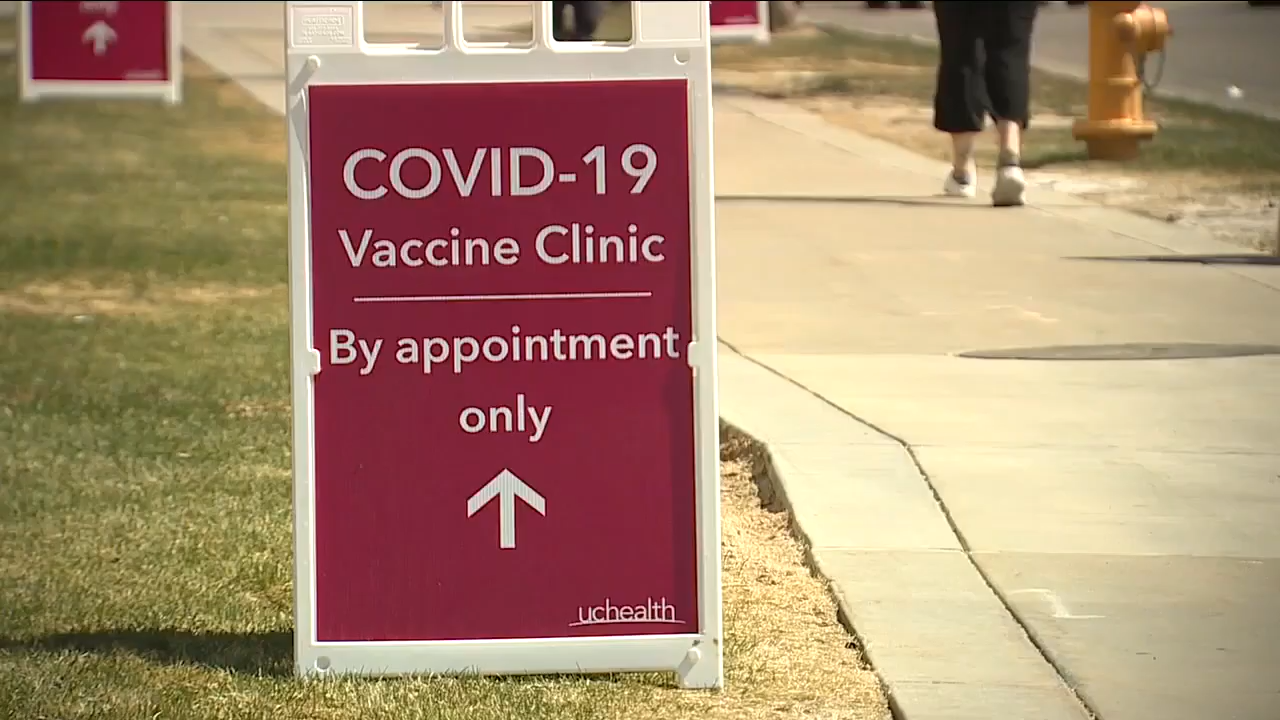 COVID-19
Vaccine Clinic
By appointment
only
uchealth